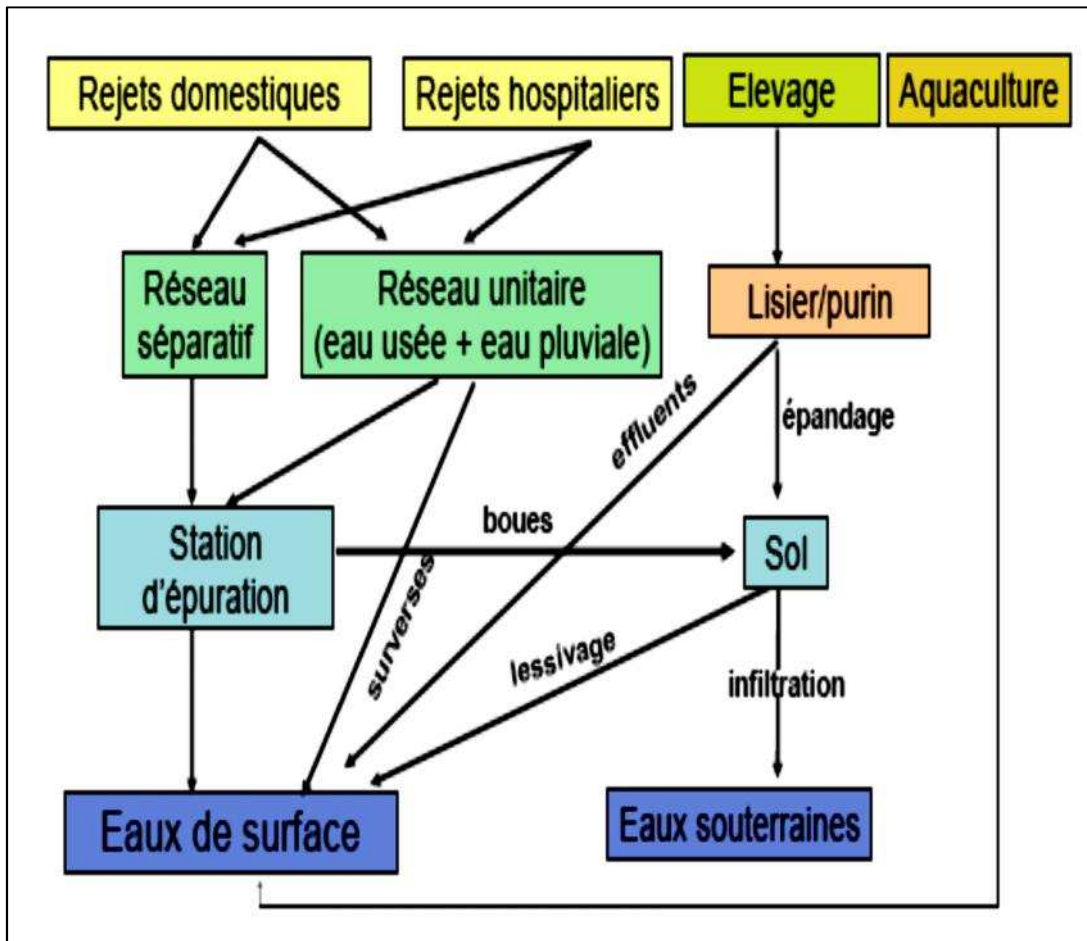 Rejets domestiques
Rejets hospitaliers
Elevage
Aquaculture
Réseau
séparatif
Réseau unitaire
(eau usée + eau pluviale)
Lisier/purin
effluents
épandage
Station
d'épuration
boues
Sol
surverses
lessivage
infiltration
Eaux de surface
Eaux souterraines